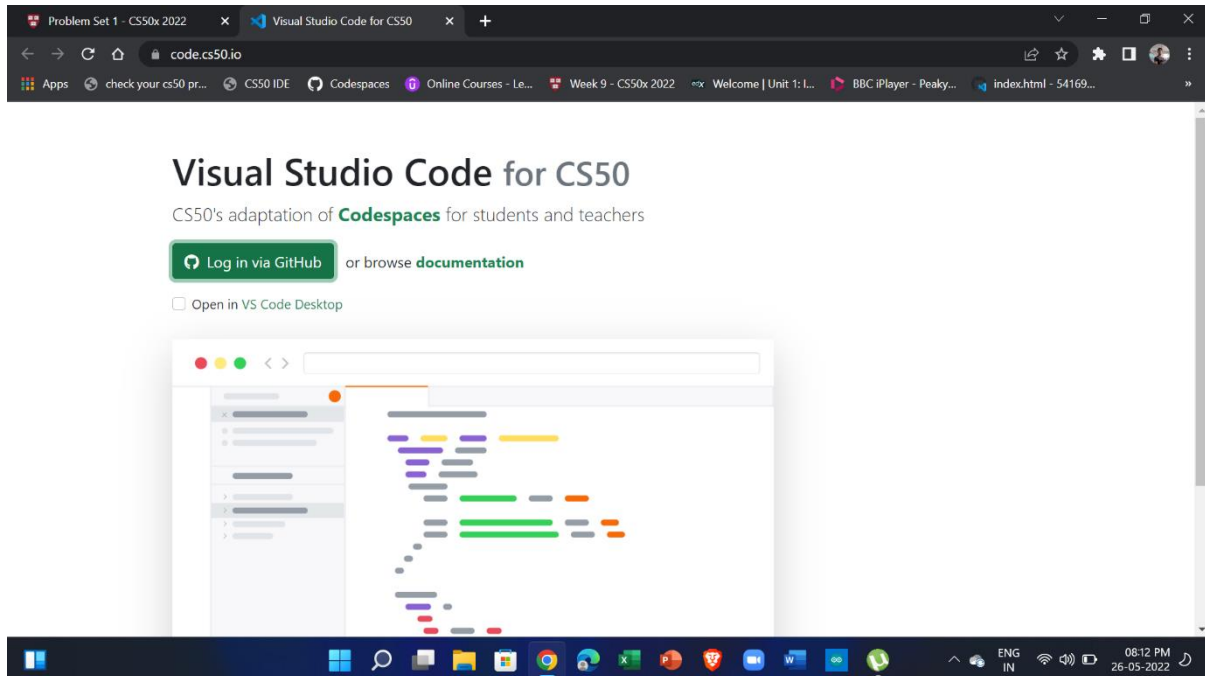 Problem Set 1 - CS50x 2022
Visual Studio Code for CS50
code.cs50.io
Apps
check your cs50 pr...
CS50 IDE
Codespaces
Online Courses - Le...
Week 9 - CS50x 2022
Welcome | Unit 1: I...
BBC iPlayer - Peaky...
index.html - 54169...
»
Visual Studio Code for CS50
CS50's adaptation of Codespaces for students and teachers
Log in via GitHub or browse documentation
Open in VS Code Desktop
ENG
IN
08:12 PM
26-05-2022